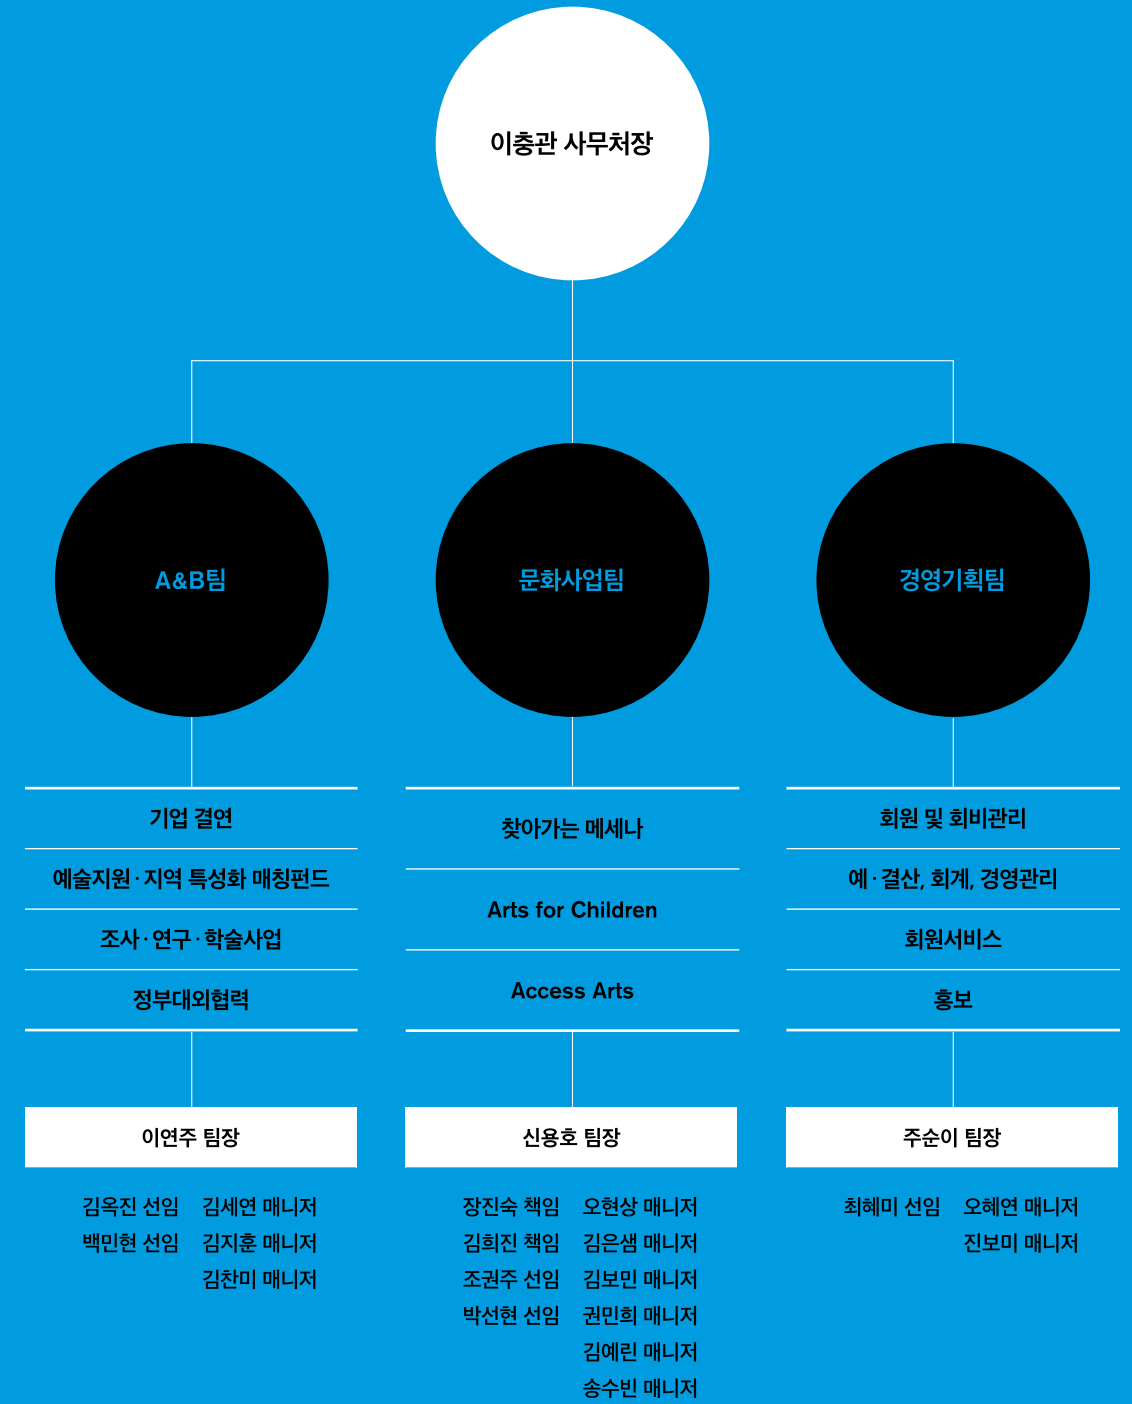 이충관 사무처장
A&B팀
문화사업팀
경영기획팀
기업 결연
예술지원·지역 특성화 매칭펀드
조사·연구·학술사업
정부대외협력
찾아가는 메세나
Arts for Children
Access Arts
회원 및 회비관리
예·결산, 회계, 경영관리
회원서비스
홍보
이연주 팀장
김옥진 선임 김세연 매니저
백민현 선임 김지훈 매니저
김찬미 매니저
신용호 팀장
장진숙 책임 오현상 매니저
김희진 책임 김은샘 매니저
조권주 선임 김보민 매니저
박선현 선임 권민희 매니저
김예린 매니저
송수빈 매니저
주순이 팀장
최혜미 선임 오혜연 매니저
진보미 매니저